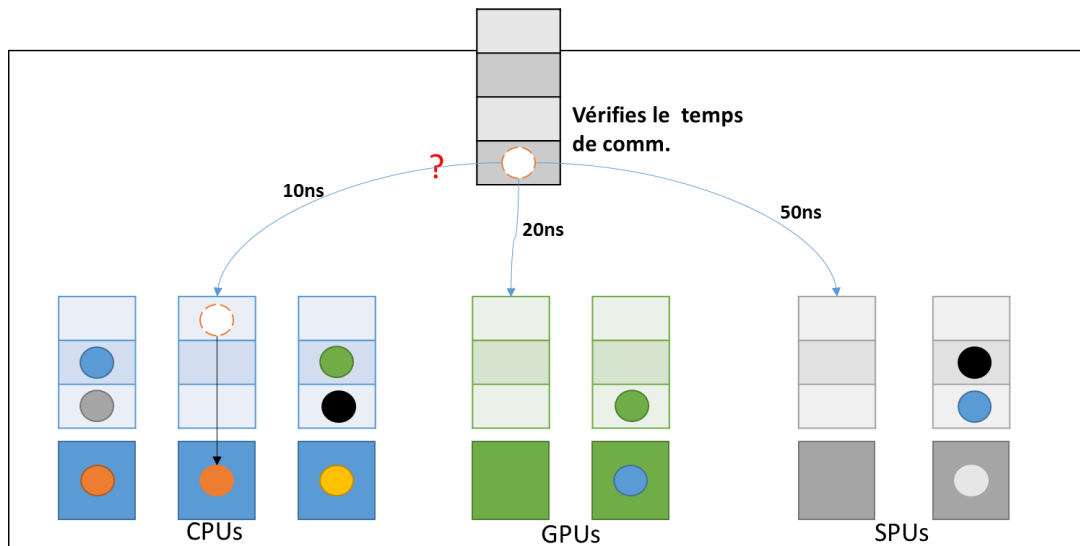 Vérifies le temps
de comm.
?
10ns
20ns
50ns
CPUs
GPUs
SPUs